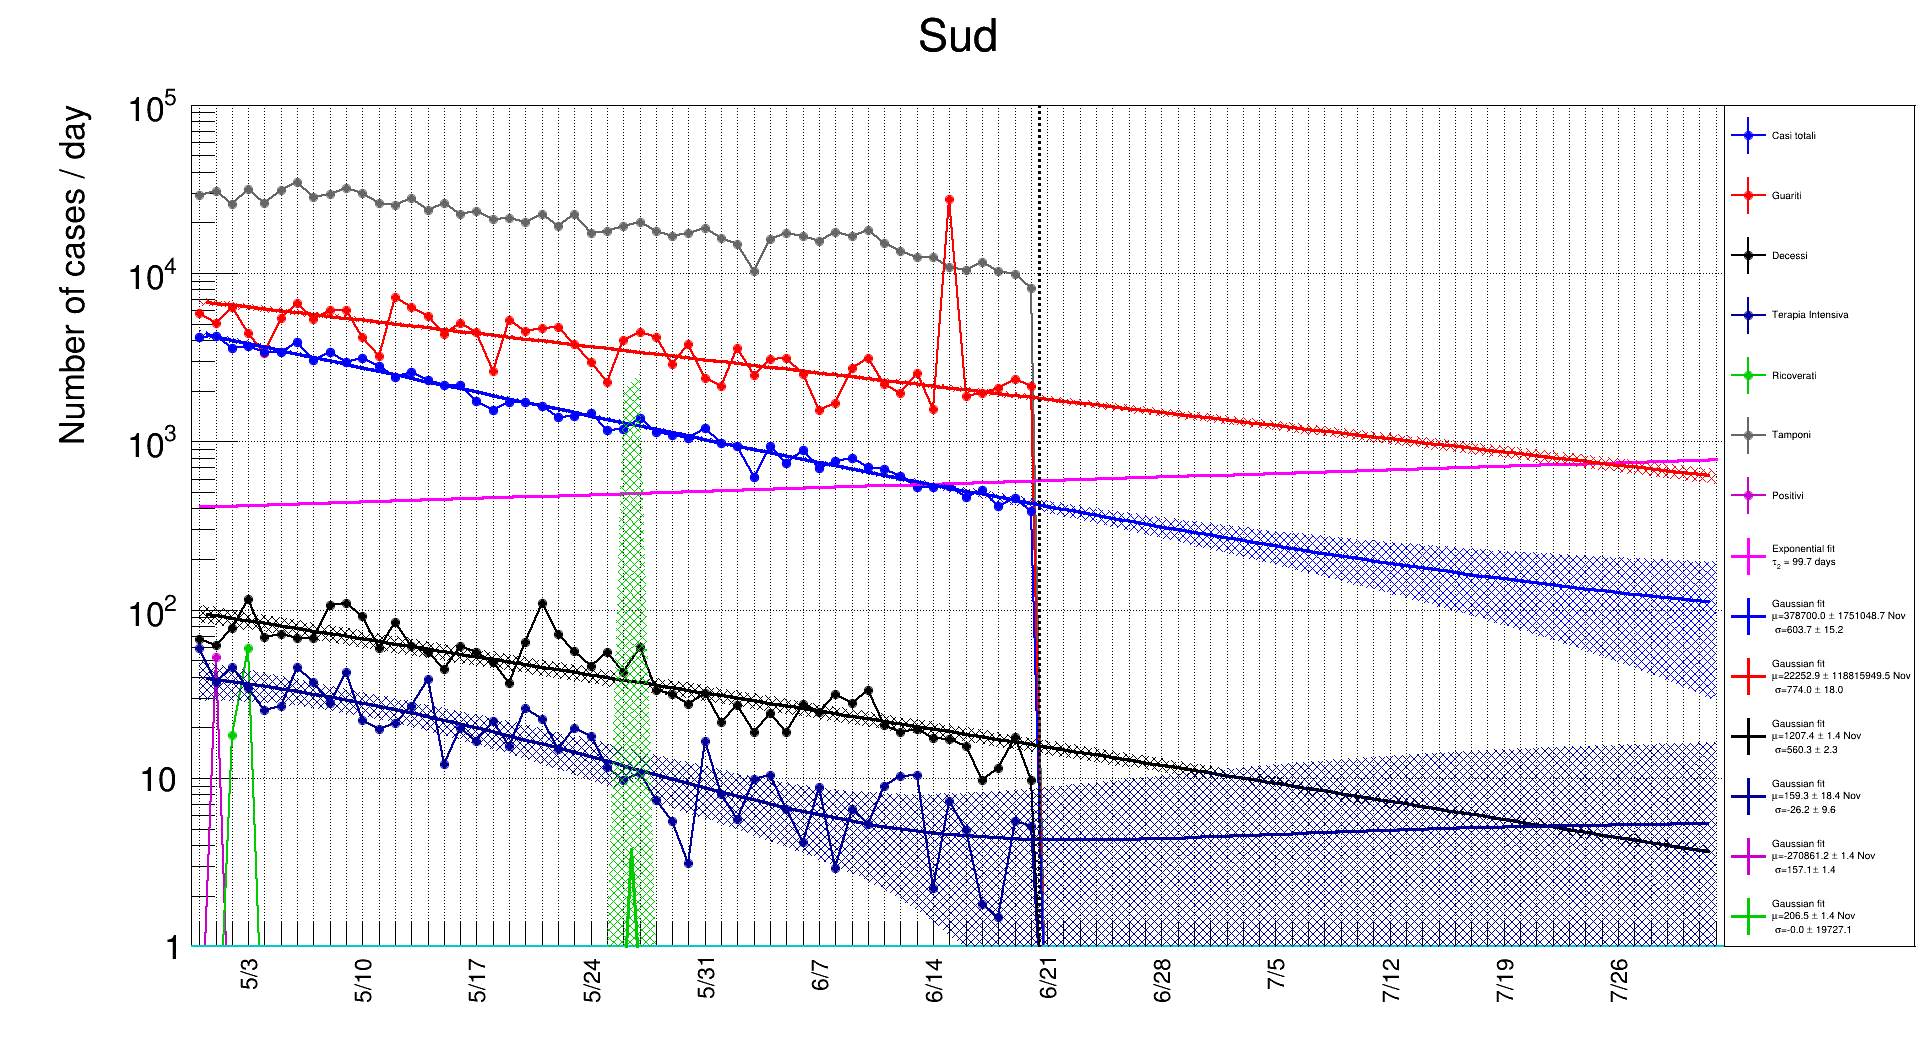 Sud
Number of cases / day
10^5
10^4
10^3
10^2
10
1
5/3
5/10
5/17
5/24
5/31
6/7
6/14
6/21
6/28
7/5
7/12
7/19
7/26
Casi totali
Guariti
Decessi
Terapia Intensiva
Ricoverati
Tamponi
Positivi
Exponential fit
τ_2 = 99.7 days
Gaussian fit
μ=378700.0 ± 1751048.7 Nov
σ=603.7 ± 15.2
Gaussian fit
μ=22252.9 ± 118815949.5 Nov
σ=774.0 ± 18.0
Gaussian fit
μ=1207.4 ± 1.4 Nov
σ=560.3 ± 2.3
Gaussian fit
μ=159.3 ± 18.4 Nov
σ=-26.2 ± 9.6
Gaussian fit
μ=-270861.2 ± 1.4 Nov
σ=157.1 ± 1.4
Gaussian fit
μ=206.5 ± 1.4 Nov
σ=-0.0 ± 19727.1